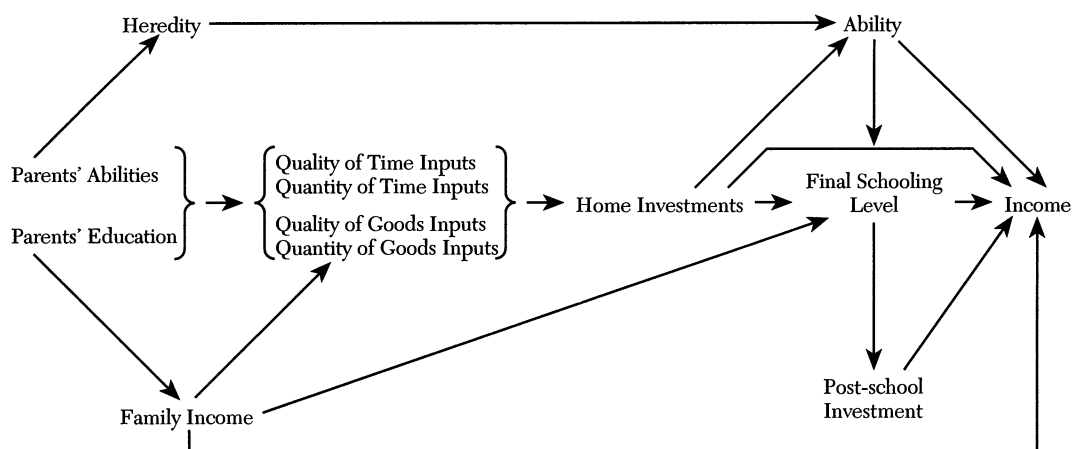 Heredity
Ability
Parents’ Abilities
Parents’ Education
Quality of Time Inputs
Quantity of Time Inputs
Quality of Goods Inputs
Quantity of Goods Inputs
Home Investments
Final Schooling
Level
Income
Family Income
Post-school
Investment